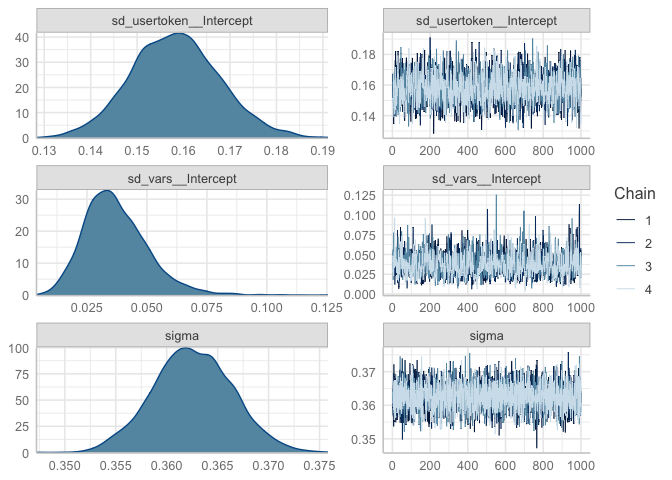 sd_usertoken__Intercept
40
30
20
10
0
0.13 0.14 0.15 0.16 0.17 0.18 0.19
sd_usertoken__Intercept
0.18
0.16
0.14
0 200 400 600 800 1000
sd_vars__Intercept
30
20
10
0
0.025 0.050 0.075 0.100 0.125
sd_vars__Intercept
0.125
0.100
0.075
0.050
0.025
0.000
0 200 400 600 800 1000
sigma
100
75
50
25
0
0.350 0.355 0.360 0.365 0.370 0.375
sigma
0.37
0.36
0.35
0 200 400 600 800 1000
Chain
1
2
3
4